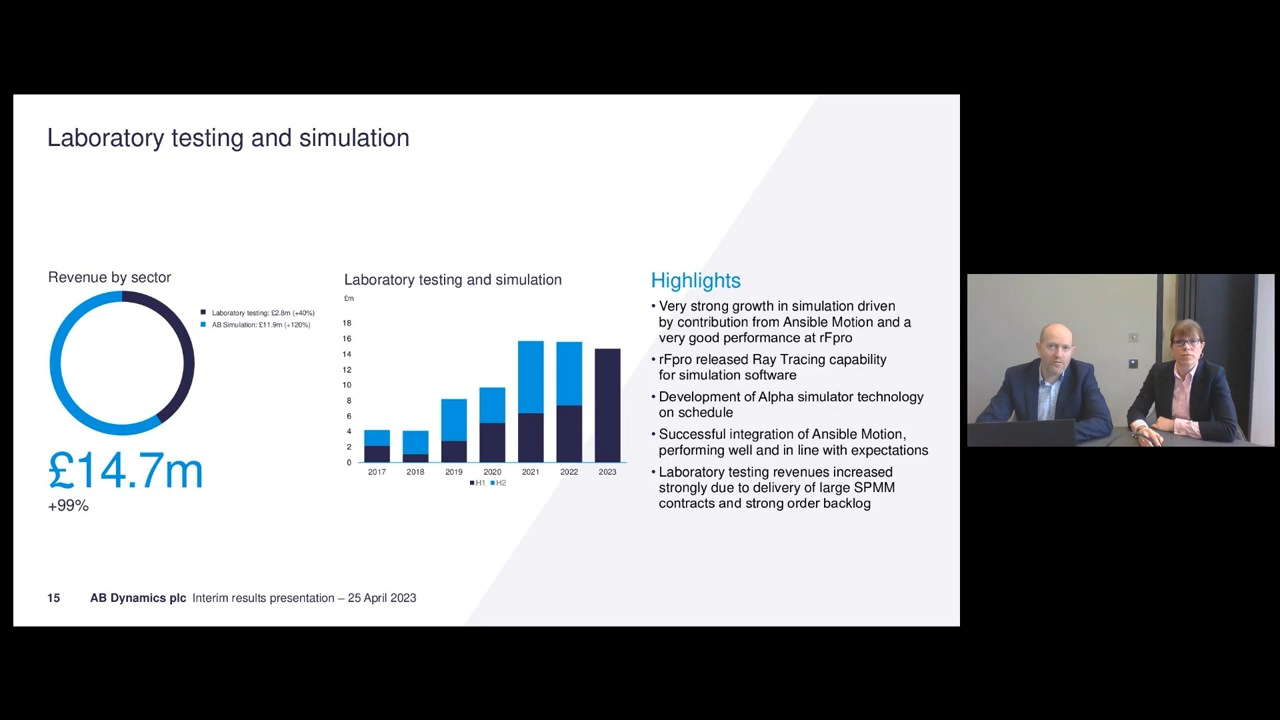 Laboratory testing and simulation
Revenue by sector
Laboratory testing: £2.8m (+40%)
AB Simulation: £11.9m (+120%)
£14.7m
+99%
Laboratory testing and simulation
£m
18
16
14
12
10
8
6
4
2
0
2017 2018 2019 2020 2021 2022 2023
H1 H2
Highlights
• Very strong growth in simulation driven
by contribution from Ansible Motion and a
very good performance at rFpro
• rFpro released Ray Tracing capability
for simulation software
• Development of Alpha simulator technology
on schedule
• Successful integration of Ansible Motion,
performing well and in line with expectations
• Laboratory testing revenues increased
strongly due to delivery of large SPMM
contracts and strong order backlog
15 AB Dynamics plc Interim results presentation – 25 April 2023